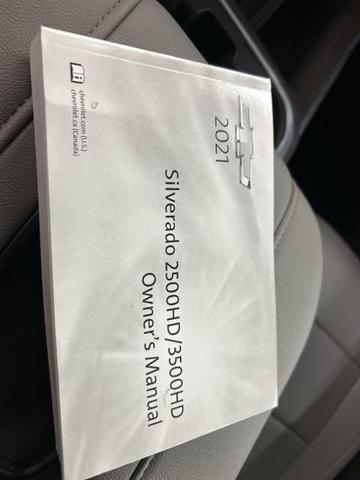 2021
Silverado 2500HD/3500HD
Owner's Manual
chevrolet.com (U.S.)
chevrolet.ca (Canada)